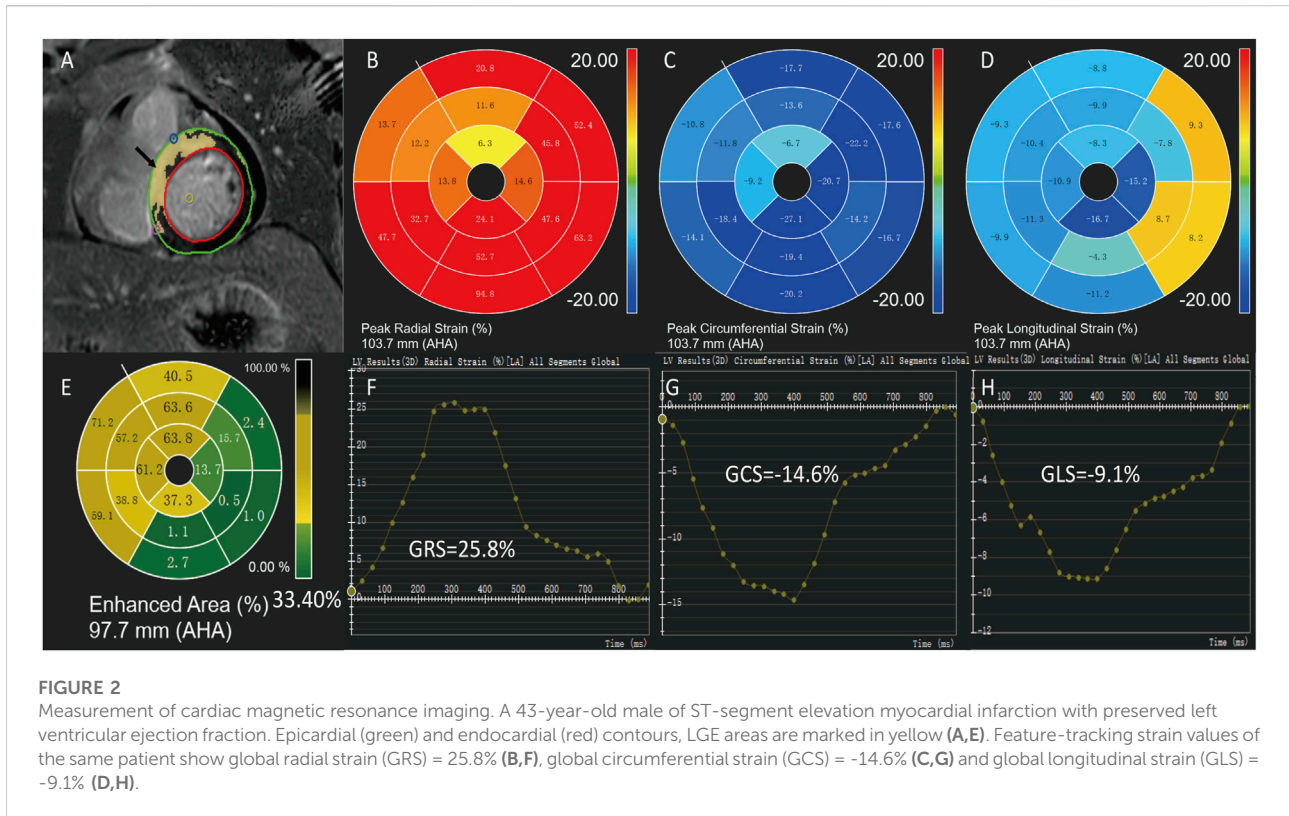 A
B
20.8
13.7
52.4
11.6
12.2
45.8
6.3
13.8
14.6
32.7
47.6
24.1
47.7
63.2
52.7
94.8
20.00
-20.00
Peak Radial Strain (%)
103.7 mm (AHA)
C
-17.7
-10.8
-17.6
-13.6
-11.8
-22.2
-6.7
-9.2
-20.7
-18.4
-14.2
-27.1
-14.1
-16.7
-19.4
-20.2
20.00
-20.00
Peak Circumferential Strain (%)
103.7 mm (AHA)
D
-8.8
-9.3
9.3
-9.9
-10.4
-7.8
-8.3
-10.9
-15.2
-11.3
8.7
-16.7
-9.9
8.2
-4.3
-11.2
20.00
-20.00
Peak Longitudinal Strain (%)
103.7 mm (AHA)
E
40.5
71.2
2.4
63.6
57.2
15.7
63.8
61.2
13.7
38.8
0.5
37.3
59.1
1.0
1.1
2.7
100.00 %
0.00 %
Enhanced Area (%) 33.40%
97.7 mm (AHA)
LV Results(3D) Radial Strain (%)[LA] All Segments Global
F
30
25
20
15
10
5
0
200 400 600 800
GRS=25.8%
Time (ms)
LV Results(3D) Circumferential Strain (%)[LA] All Segments Global
G
0
200 400 600 800
-5
-10
-15
GCS=-14.6%
Time (ms)
LV Results(3D) Longitudinal Strain (%)[LA] All Segments Global
H
0
200 400 600 800
-2
-4
-6
-8
-10
-12
GLS=-9.1%
Time (ms)
FIGURE 2
Measurement of cardiac magnetic resonance imaging. A 43-year-old male of ST-segment elevation myocardial infarction with preserved left
ventricular ejection fraction. Epicardial (green) and endocardial (red) contours, LGE areas are marked in yellow (A,E). Feature-tracking strain values of
the same patient show global radial strain (GRS) = 25.8% (B,F), global circumferential strain (GCS) = -14.6% (C,G) and global longitudinal strain (GLS) =
-9.1% (D,H).